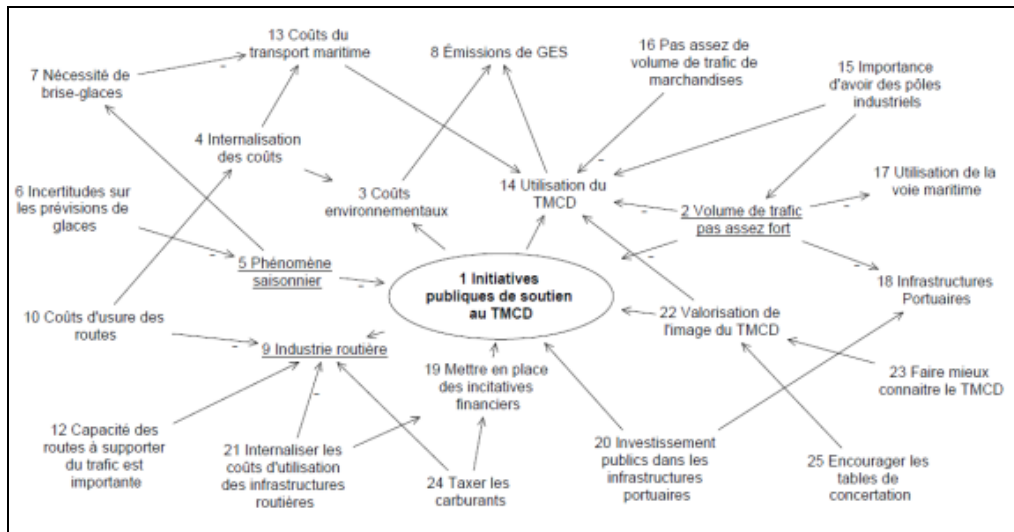 13 Coûts du
transport maritime
8 Émissions de GES
16 Pas assez de
volume de trafic de
marchandises
15 Importance
d'avoir des pôles
industriels
7 Nécessité de
brise-glaces
-
4 Internalisation
des coûts
17 Utilisation de la
voie maritime
6 Incertitudes sur
les prévisions de
glaces
3 Coûts
environnementaux
14 Utilisation du
TMCD
-
-
2 Volume de trafic
pas assez fort
-
-
-
5 Phénomène
saisonnier
-
-
1 Initiatives
publiques de soutien
au TMCD
-
18 Infrastructures
Portuaires
10 Coûts d'usure des
routes
-
9 Industrie routière
-
22 Valorisation de
l'image du TMCD
19 Mettre en place
des incitatives
financiers
23 Faire mieux
connaitre le TMCD
-
12 Capacité des
routes à supporter
du trafic est
importante
21 Internaliser les
coûts d'utilisation
des infrastructures
routières
24 Taxer les
carburants
20 Investissement
publics dans les
infrastructures
portuaires
25 Encourager les
tables de
concertation